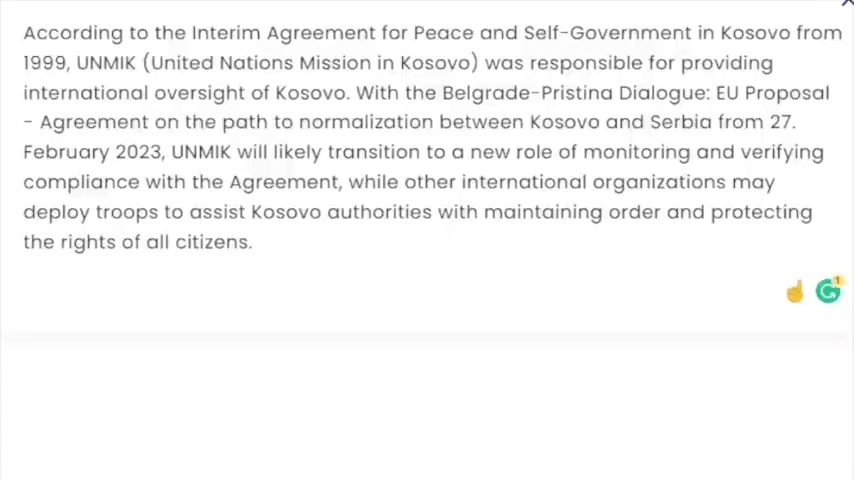 According to the Interim Agreement for Peace and Self-Government in Kosovo from
1999, UNMIK (United Nations Mission in Kosovo) was responsible for providing
international oversight of Kosovo. With the Belgrade-Pristina Dialogue: EU Proposal
- Agreement on the path to normalization between Kosovo and Serbia from 27.
February 2023, UNMIK will likely transition to a new role of monitoring and verifying
compliance with the Agreement, while other international organizations may
deploy troops to assist Kosovo authorities with maintaining order and protecting
the rights of all citizens.
1